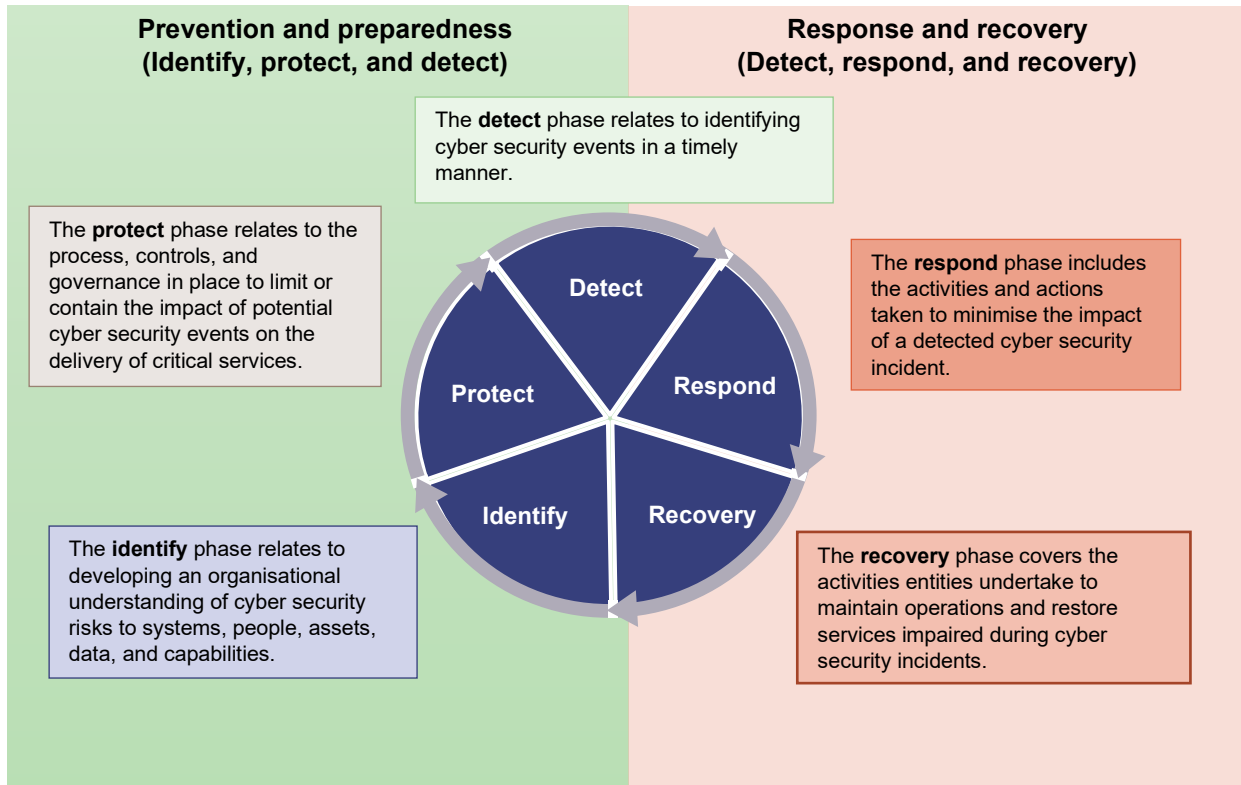 Prevention and preparedness
(Identify, protect, and detect)
Response and recovery
(Detect, respond, and recovery)
The detect phase relates to identifying
cyber security events in a timely
manner.
The protect phase relates to the
process, controls, and
governance in place to limit or
contain the impact of potential
cyber security events on the
delivery of critical services.
The respond phase includes
the activities and actions
taken to minimise the impact
of a detected cyber security
incident.
Detect
Protect
Respond
Identify
Recovery
The identify phase relates to
developing an organisational
understanding of cyber security
risks to systems, people, assets,
data, and capabilities.
The recovery phase covers the
activities entities undertake to
maintain operations and restore
services impaired during cyber
security incidents.